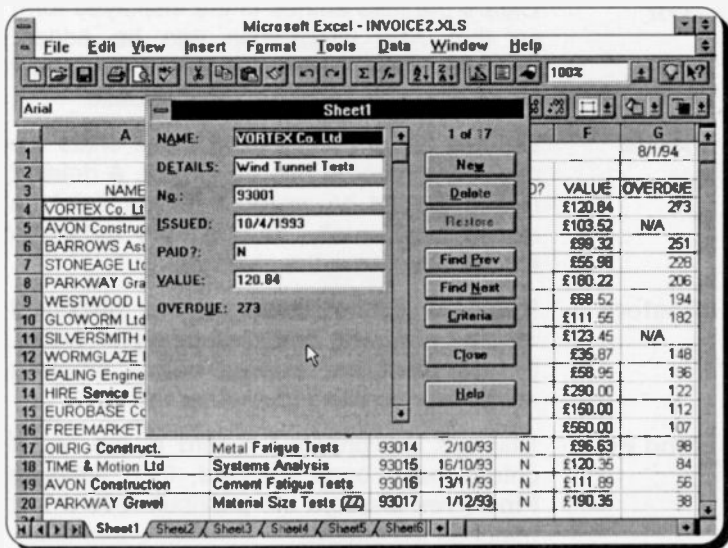 Microsoft Excel - INVOICE2.XLS
File Edit View Insert Format Tools Data Window Help
100%
Arial
Sheet1
A F G
NAME: VORTEX Co. Ltd 1 of 17
DETAILS: Wind Tunnel Tests New
No.: 93001 Delete
ISSUED: 10/4/1993 Restore
PAID?: N Find Prev
VALUE: 120.84 Find Next
OVERDUE: 273 Criteria
Close
Help
1 8/1/94
2
3 NAME D? VALUE OVERDUE
4 VORTEX Co. Lt £120.84 273
5 AVON Construc £103.52 N/A
6 BARROWS Ass £99.32 251
7 STONEAGE Ltd £55.98 228
8 PARKWAY Gra £180.22 206
9 WESTWOOD L £68.52 194
10 GLOWORM Ltd £111.55 182
11 SILVERSMITH £123.45 N/A
12 WORMGLAZE £35.87 148
13 EALING Engine £58.95 136
14 HIRE Service E £290.00 122
15 EUROBASE Co £150.00 112
16 FREEMARKET £560.00 107
17 OILRIG Construct. Metal Fatigue Tests 93014 2/10/93 N £96.63 98
18 TIME & Motion Ltd Systems Analysis 93015 16/10/93 N £120.35 84
19 AVON Construction Cement Fatigue Tests 93016 13/11/93 N £111.89 56
20 PARKWAY Gravel Material Size Tests (ZZ) 93017 1/12/93 N £190.35 38
Sheet1 Sheet2 Sheet3 Sheet4 Sheet5 Sheet6